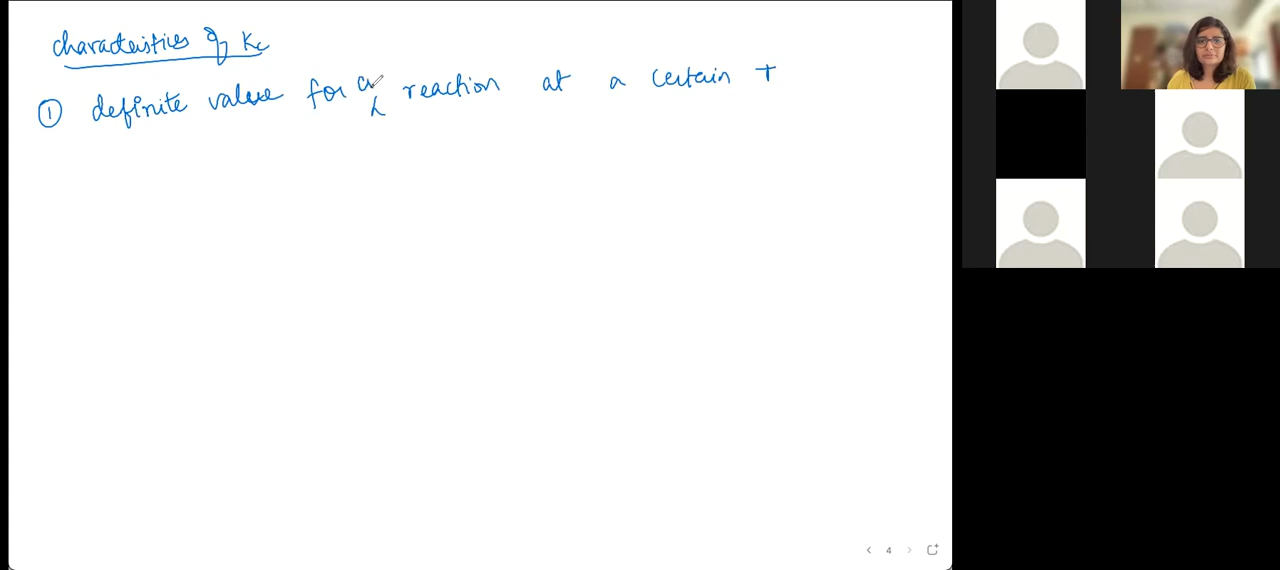 characteristics of Kc
① definite value for a reaction at a certain T
4